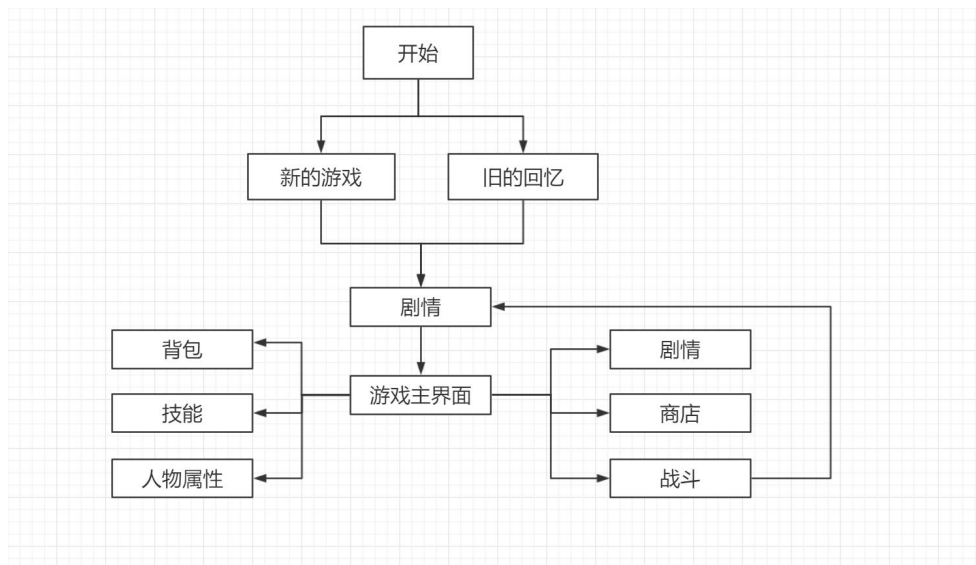 开始
新的游戏
旧的回忆
剧情
背包
剧情
游戏主界面
技能
商店
人物属性
战斗